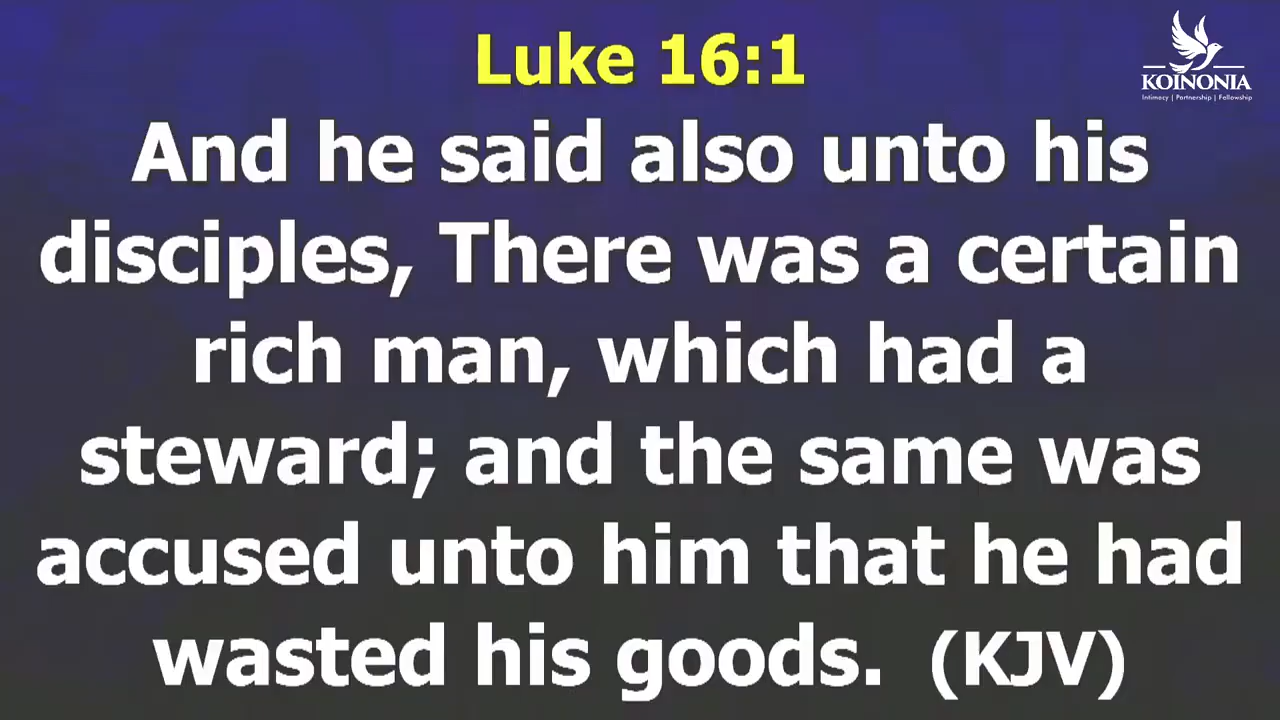 Luke 16:1
KOINONIA
Intimacy | Partnership | Fellowship
And he said also unto his
disciples, There was a certain
rich man, which had a
steward; and the same was
accused unto him that he had
wasted his goods. (KJV)